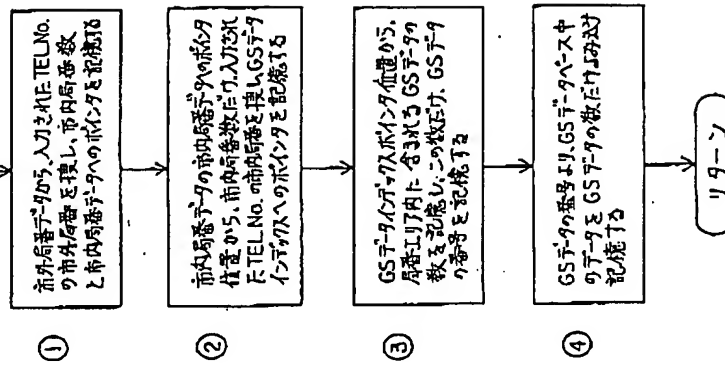 ①
市外局番データから、入力されたTEL No.
の市外局番を捜し、市内局番数
と市内局番データへのポインタを記憶する
②
市内局番データの市内局番データへのポインタ
位置から、市内局番数だけ、入力され
たTEL No.の市内局番を捜しGSデータ
インデックスへのポインタを記憶する
③
GSデータインデックスポインタ位置から、
局番エリア内に含まれるGSデータの
数を記憶し、この数だけ、GSデータ
の番号を記憶する
④
GSデータの番号より、GSデータベース中
のデータをGSデータの数だけよみ込み
記憶する
リターン